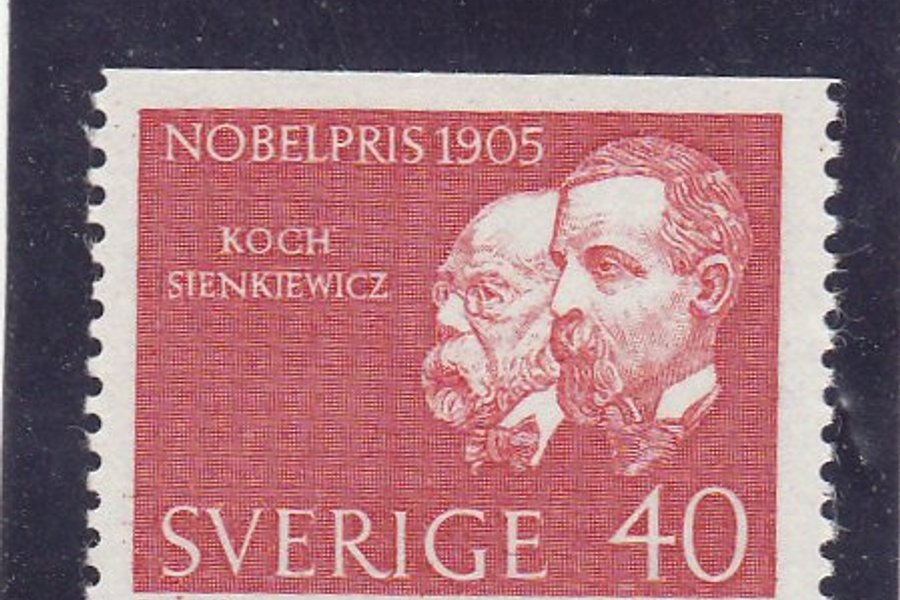 NOBELPRIS 1905
KOCH
SIENKIEWICZ
SVERIGE 40